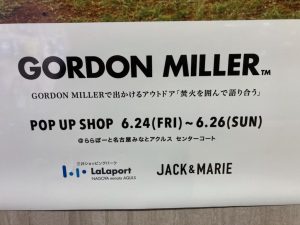 GORDON MILLER™
GORDON MILLERで出かけるアウトドア「焚火を囲んで語り合う」
POP UP SHOP 6.24(FRI)～6.26(SUN)
@ららぽーと名古屋みなとアクルス センターコート
三井ショッピングパーク
LaLaport
NAGOYA minato AQULS
JACK&MARIE